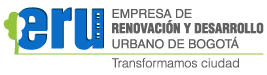 eru
EMPRESA DE
RENOVACIÓN Y DESARROLLO
URBANO DE BOGOTÁ
Transformamos ciudad